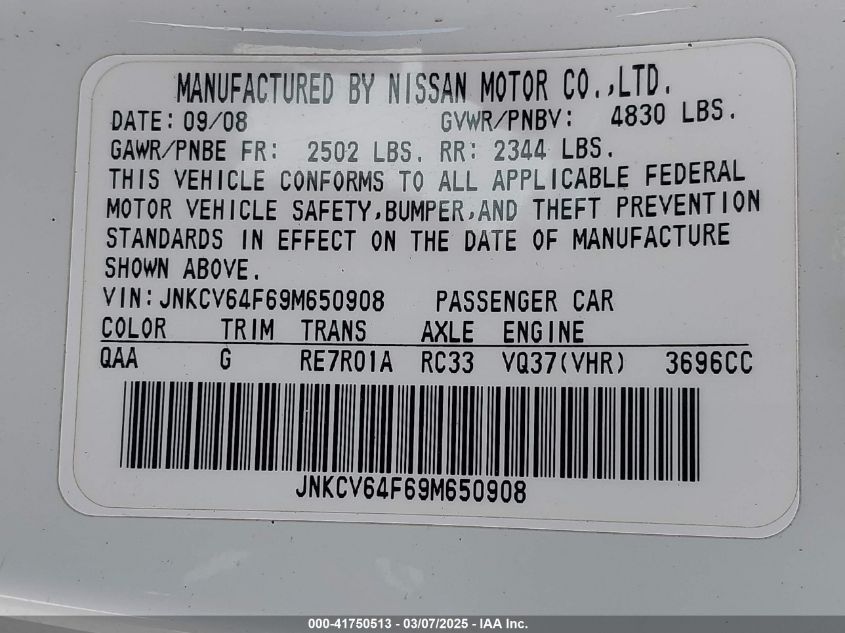 MANUFACTURED BY NISSAN MOTOR CO.,LTD.
DATE: 09/08 GVWR/PNBV: 4830 LBS.
GAWR/PNBE FR: 2502 LBS. RR: 2344 LBS.
THIS VEHICLE CONFORMS TO ALL APPLICABLE FEDERAL
MOTOR VEHICLE SAFETY,BUMPER,AND THEFT PREVENTION
STANDARDS IN EFFECT ON THE DATE OF MANUFACTURE
SHOWN ABOVE.
VIN: JNKCV64F69M650908 PASSENGER CAR
COLOR TRIM TRANS AXLE ENGINE
QAA G RE7R01A RC33 VQ37(VHR) 3696CC
JNKCV64F69M650908
000-41750513 - 03/07/2025 - IAA Inc.